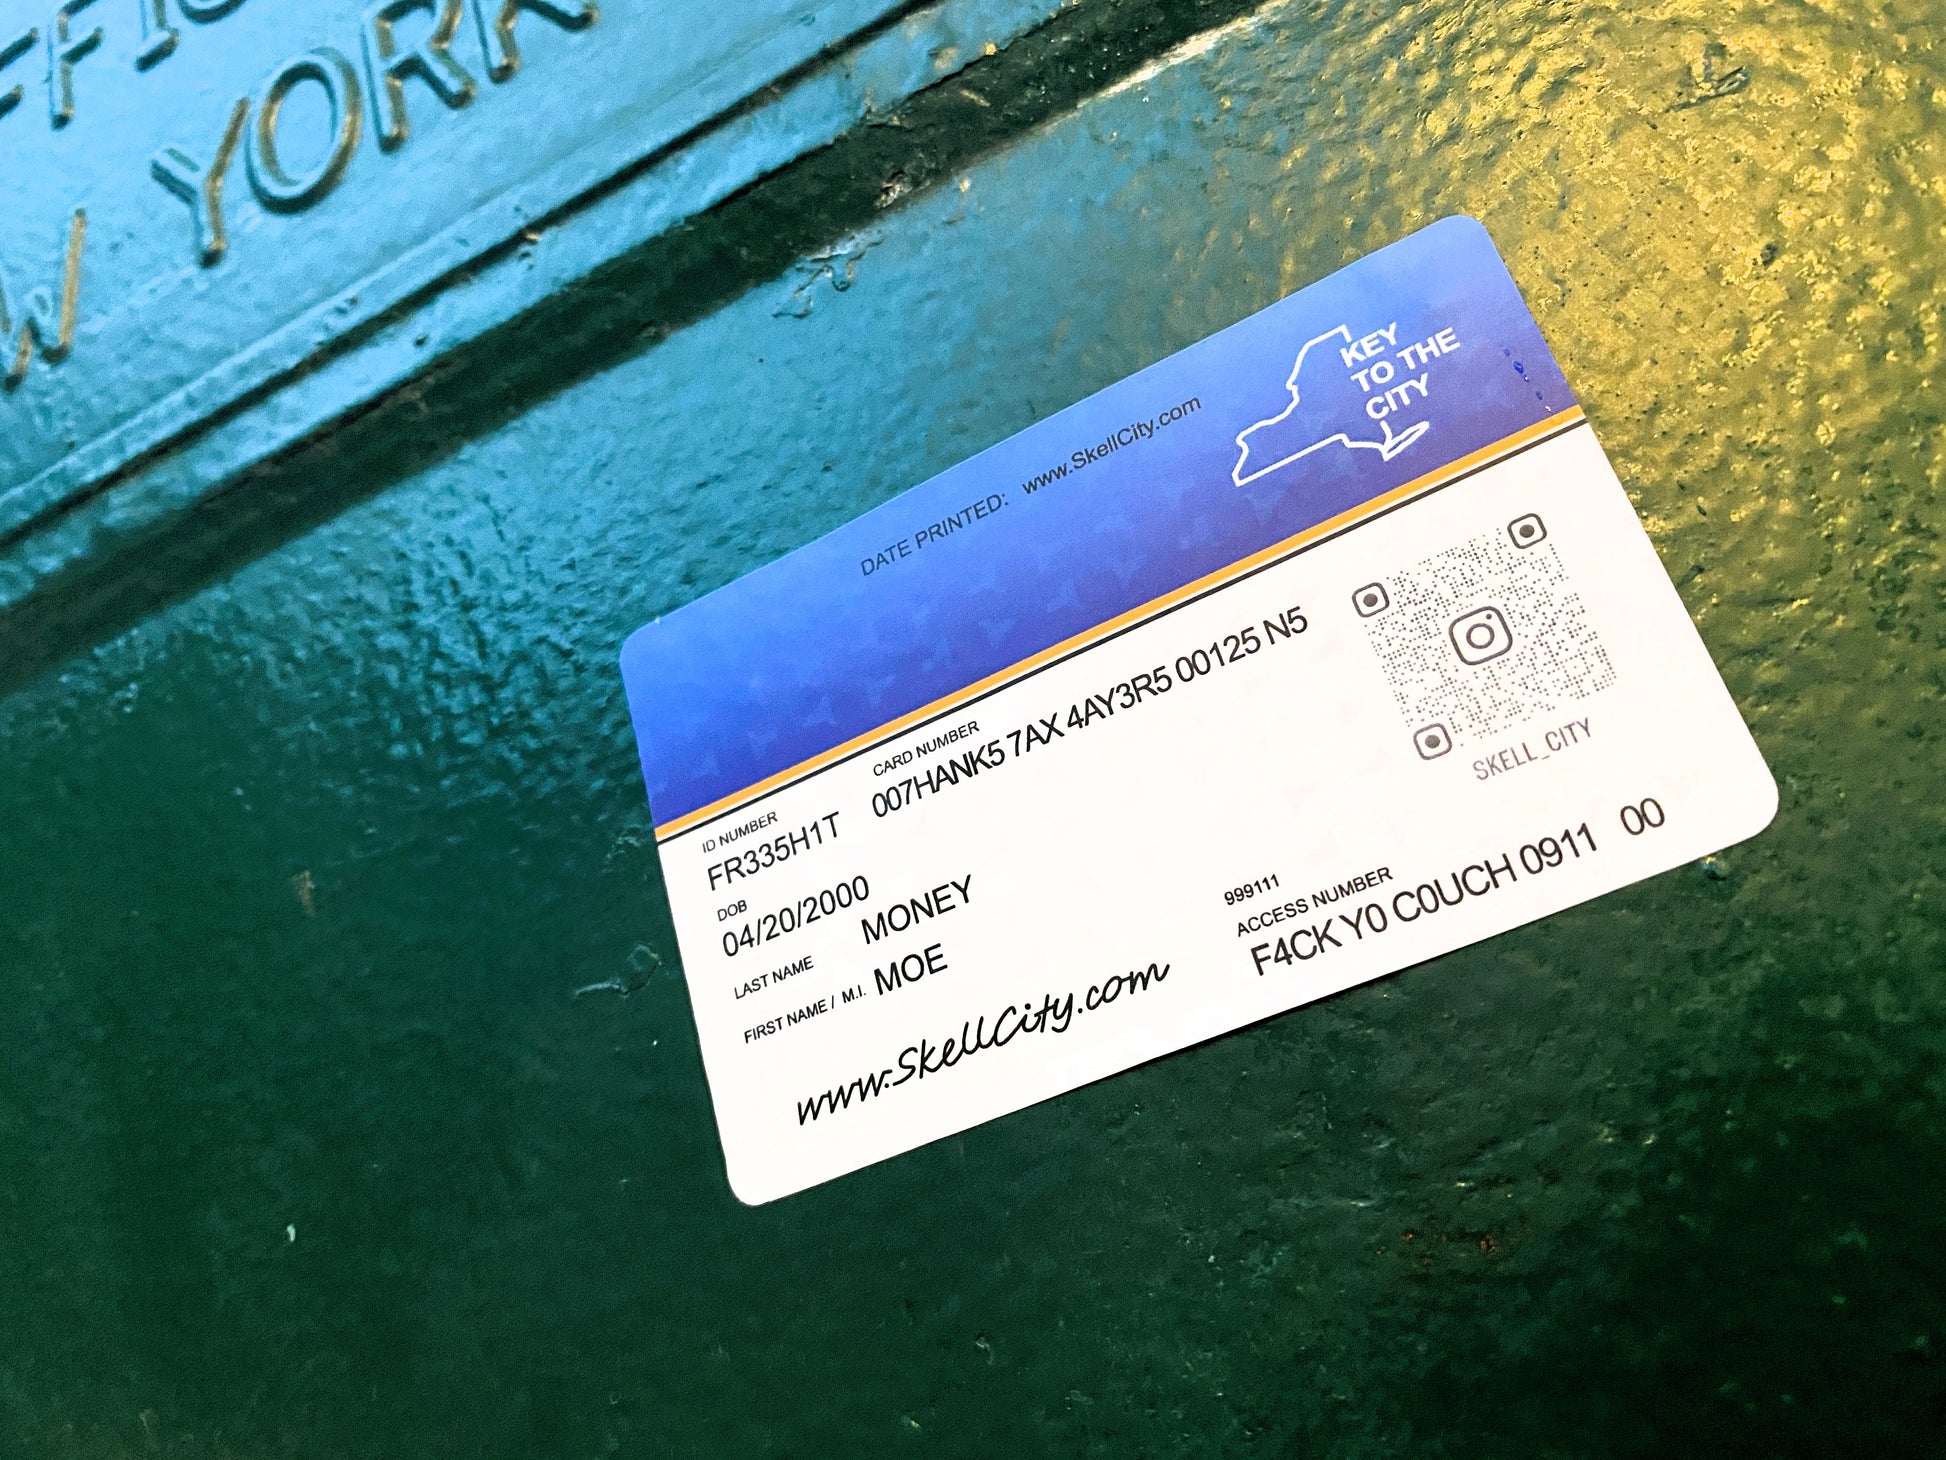 YORK
KEY
TO THE
CITY
DATE PRINTED: www.SkellCity.com
ID NUMBER
FR335H1T
CARD NUMBER
007HANK5 7AX 4AY3R5 00125 N5
DOB
04/20/2000
LAST NAME MONEY
FIRST NAME / M.I. MOE
www.SkellCity.com
SKELL_CITY
999111
ACCESS NUMBER
F4CK Y0 C0UCH 0911 00